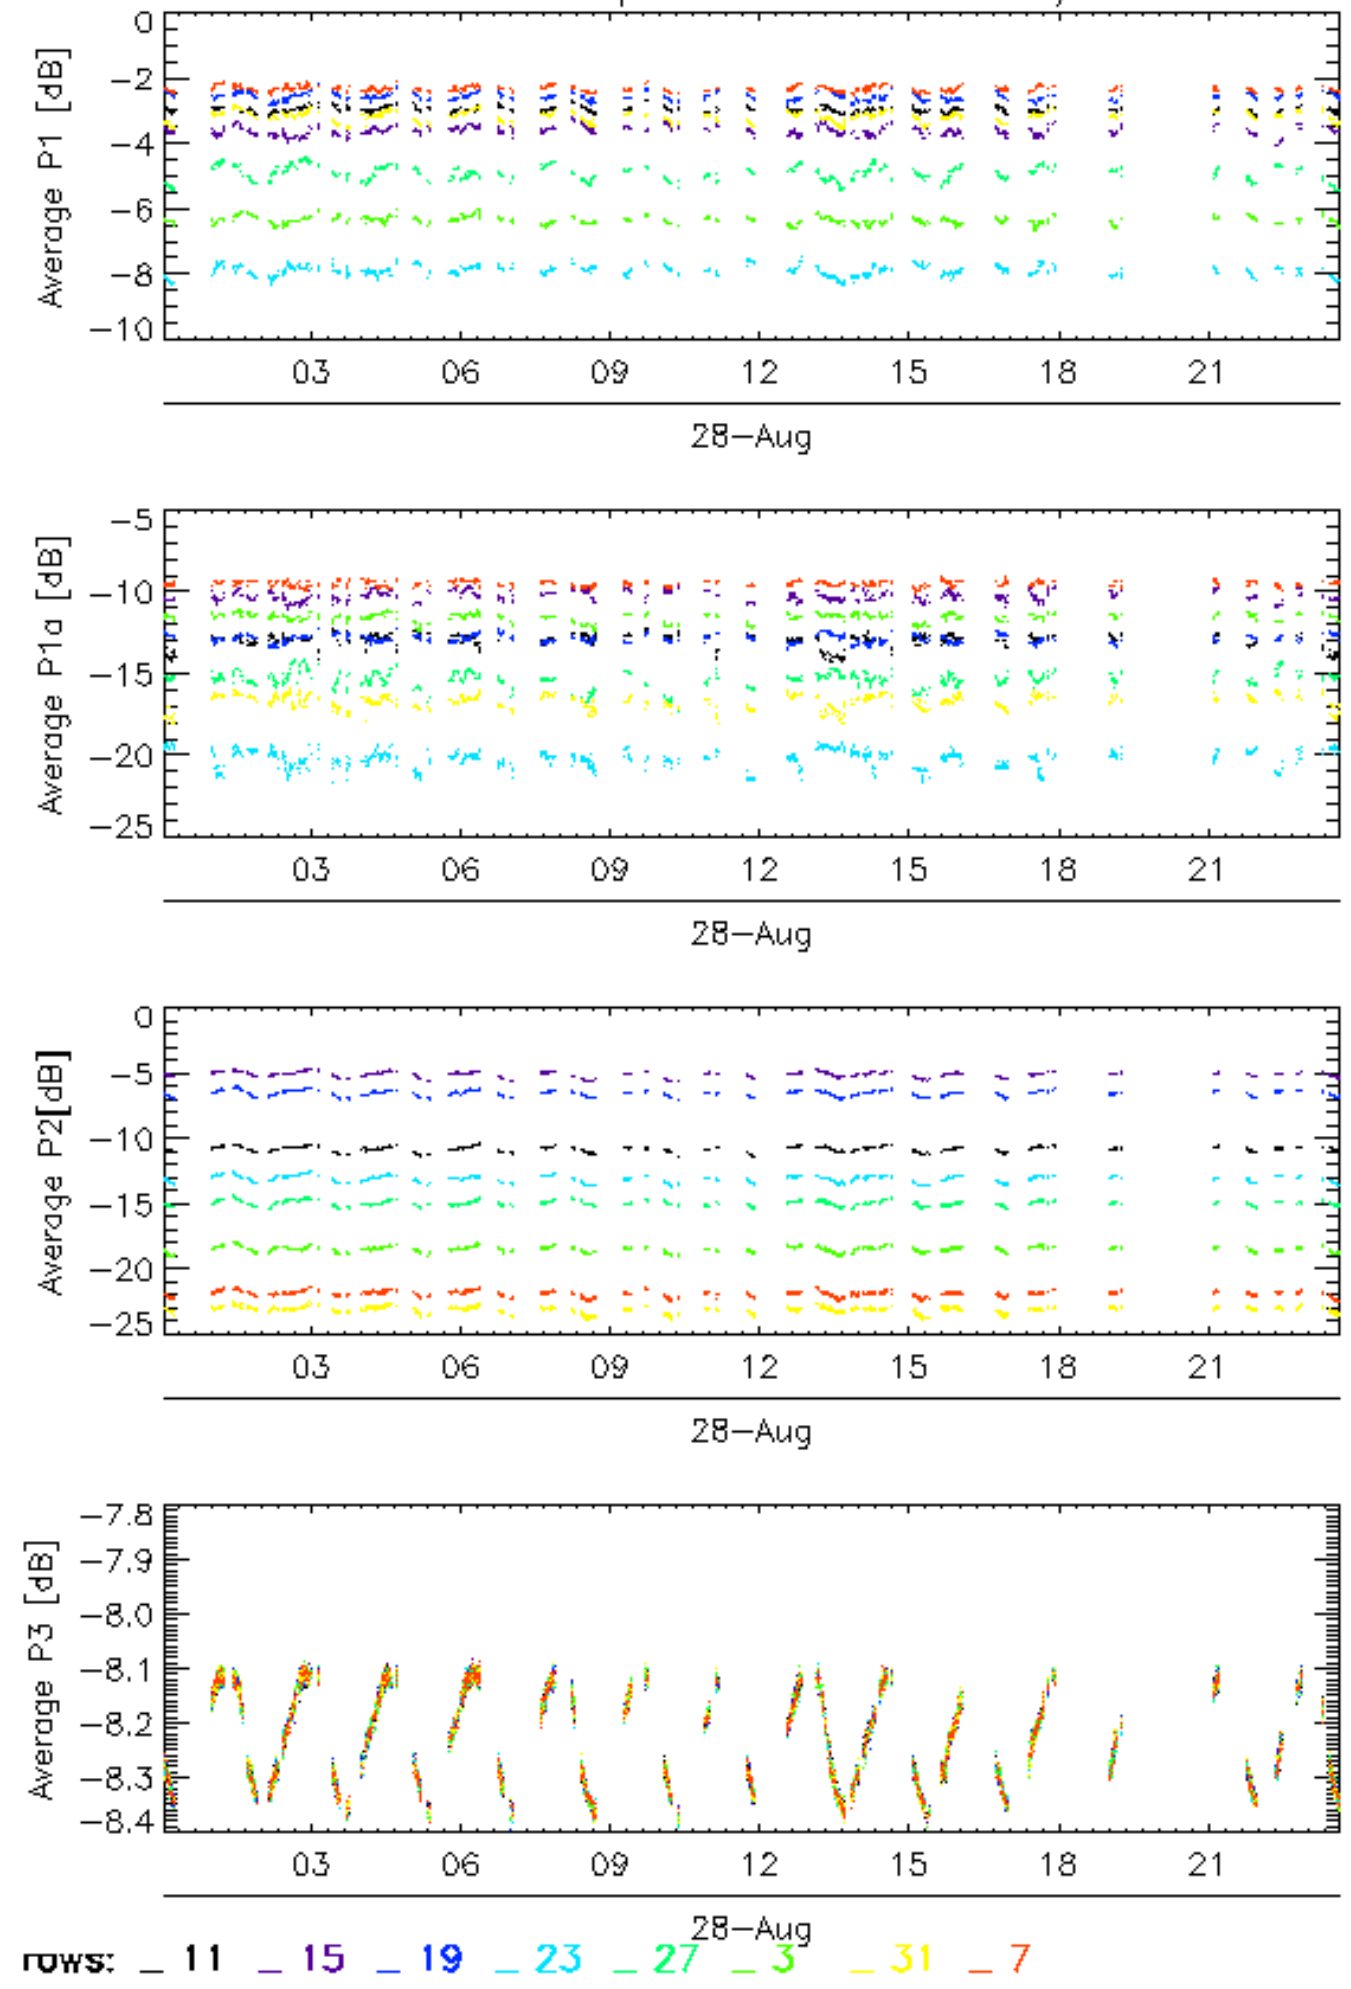 0
−2
−4
−6
−8
−10
Average P1 [dB]
03 06 09 12 15 18 21
28−Aug
−5
−10
−15
−20
−25
Average P1a [dB]
03 06 09 12 15 18 21
28−Aug
0
−5
−10
−15
−20
−25
Average P2[dB]
03 06 09 12 15 18 21
28−Aug
−7.8
−7.9
−8.0
−8.1
−8.2
−8.3
−8.4
Average P3 [dB]
03 06 09 12 15 18 21
28−Aug
rows: _ 11 _ 15 _ 19 _ 23 _ 27 _ 3 _ 31 _ 7